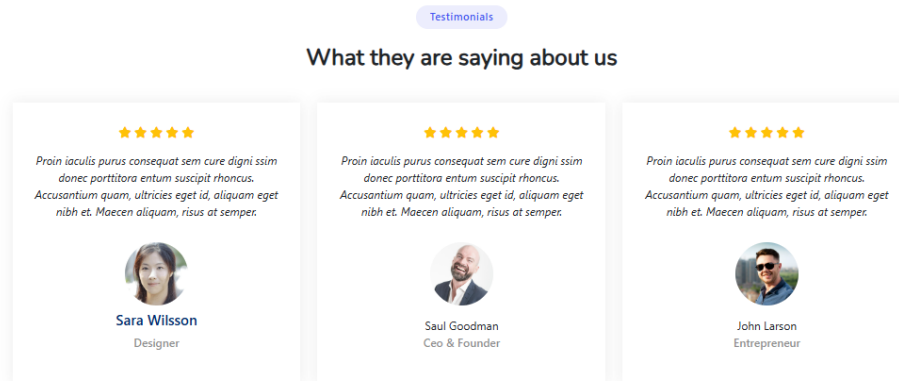 Testimonials
What they are saying about us
Proin iaculis purus consequat sem cure digni ssim
donec porttitora entum suscipit rhoncus.
Accusantium quam, ultricies eget id, aliquam eget
nibh et. Maecen aliquam, risus at semper.
Sara Wilsson
Designer
Proin iaculis purus consequat sem cure digni ssim
donec porttitora entum suscipit rhoncus.
Accusantium quam, ultricies eget id, aliquam eget
nibh et. Maecen aliquam, risus at semper.
Saul Goodman
Ceo & Founder
Proin iaculis purus consequat sem cure digni ssim
donec porttitora entum suscipit rhoncus.
Accusantium quam, ultricies eget id, aliquam eget
nibh et. Maecen aliquam, risus at semper.
John Larson
Entrepreneur